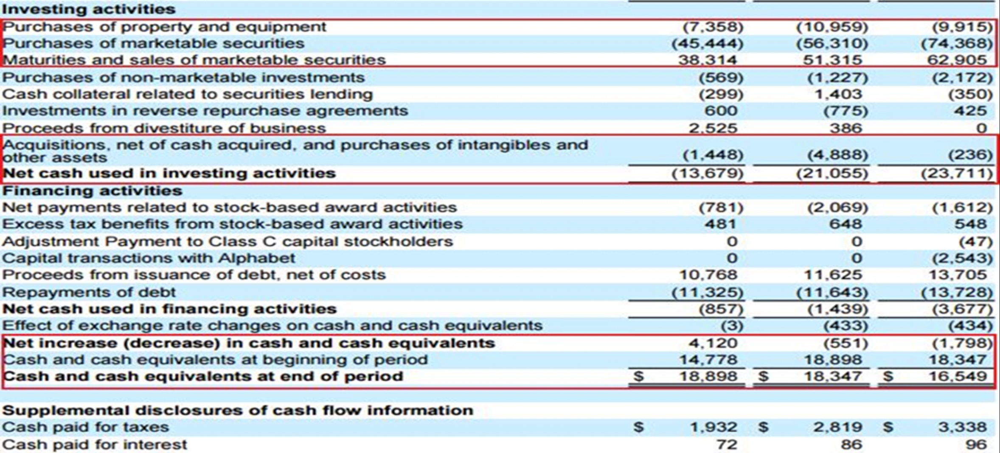 Investing activities
Purchases of property and equipment (7,358) (10,959) (9,915)
Purchases of marketable securities (45,444) (56,310) (74,368)
Maturities and sales of marketable securities 38,314 51,315 62,905
Purchases of non-marketable investments (569) (1,227) (2,172)
Cash collateral related to securities lending (299) 1,403 (350)
Investments in reverse repurchase agreements 600 (775) 425
Proceeds from divestiture of business 2,525 386 0
Acquisitions, net of cash acquired, and purchases of intangibles and
other assets (1,448) (4,888) (236)
Net cash used in investing activities (13,679) (21,055) (23,711)
Financing activities
Net payments related to stock-based award activities (781) (2,069) (1,612)
Excess tax benefits from stock-based award activities 481 648 548
Adjustment Payment to Class C capital stockholders 0 0 (47)
Capital transactions with Alphabet 0 0 (2,543)
Proceeds from issuance of debt, net of costs 10,768 11,625 13,705
Repayments of debt (11,325) (11,643) (13,728)
Net cash used in financing activities (857) (1,439) (3,677)
Effect of exchange rate changes on cash and cash equivalents (3) (433) (434)
Net increase (decrease) in cash and cash equivalents 4,120 (551) (1,798)
Cash and cash equivalents at beginning of period 14,778 18,898 18,347
Cash and cash equivalents at end of period $ 18,898 $ 18,347 $ 16,549
Supplemental disclosures of cash flow information
Cash paid for taxes $ 1,932 $ 2,819 $ 3,338
Cash paid for interest 72 86 96